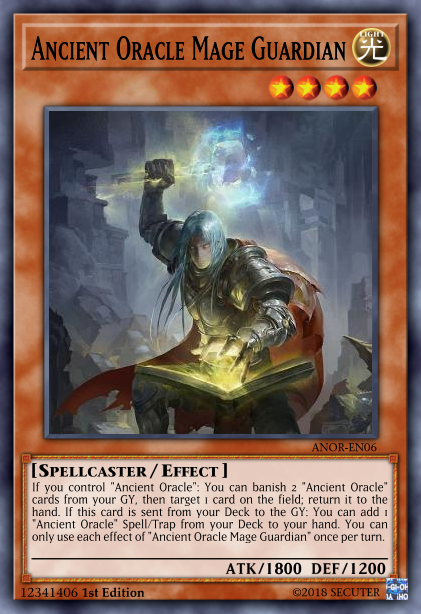 ANCIENT ORACLE MAGE GUARDIAN
LIGHT
光
ANOR-EN06
[SPELLCASTER / EFFECT]
If you control "Ancient Oracle": You can banish 2 "Ancient Oracle"
cards from your GY, then target 1 card on the field; return it to the
hand. If this card is sent from your Deck to the GY: You can add 1
"Ancient Oracle" Spell/Trap from your Deck to your hand. You can
only use each effect of "Ancient Oracle Mage Guardian" once per turn.
ATK/1800 DEF/1200
12341406 1st Edition
©2018 SECUTER